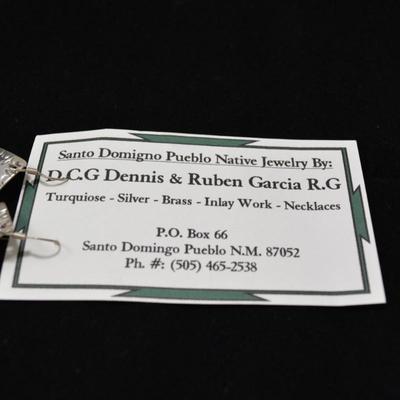 Santo Domigno Pueblo Native Jewelry By:
D.C.G Dennis & Ruben Garcia R.G
Turquiose - Silver - Brass - Inlay Work - Necklaces
P.O. Box 66
Santo Domingo Pueblo N.M. 87052
Ph. #: (505) 465-2538